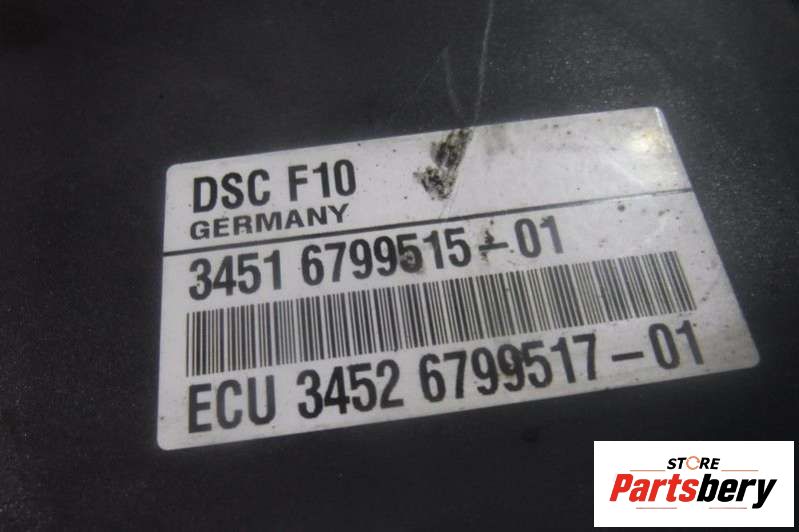 DSC F10
GERMANY
3451 6799515-01
ECU 3452 6799517-01
STORE
Partsbery